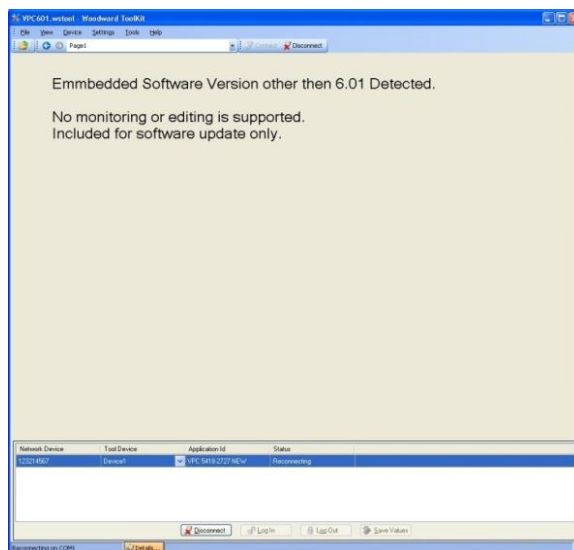 VPC601.wstool - Woodward ToolKit
File View Device Settings Tools Help
Page1 Connect Disconnect
Emmbedded Software Version other then 6.01 Detected.
No monitoring or editing is supported.
Included for software update only.
Network Device Tool Device Application Id Status
123214567 Device1 VPC 5418-2727 NEW Reconnecting
Disconnect Log In Log Out Save Values
Reconnecting on COM1 Details...